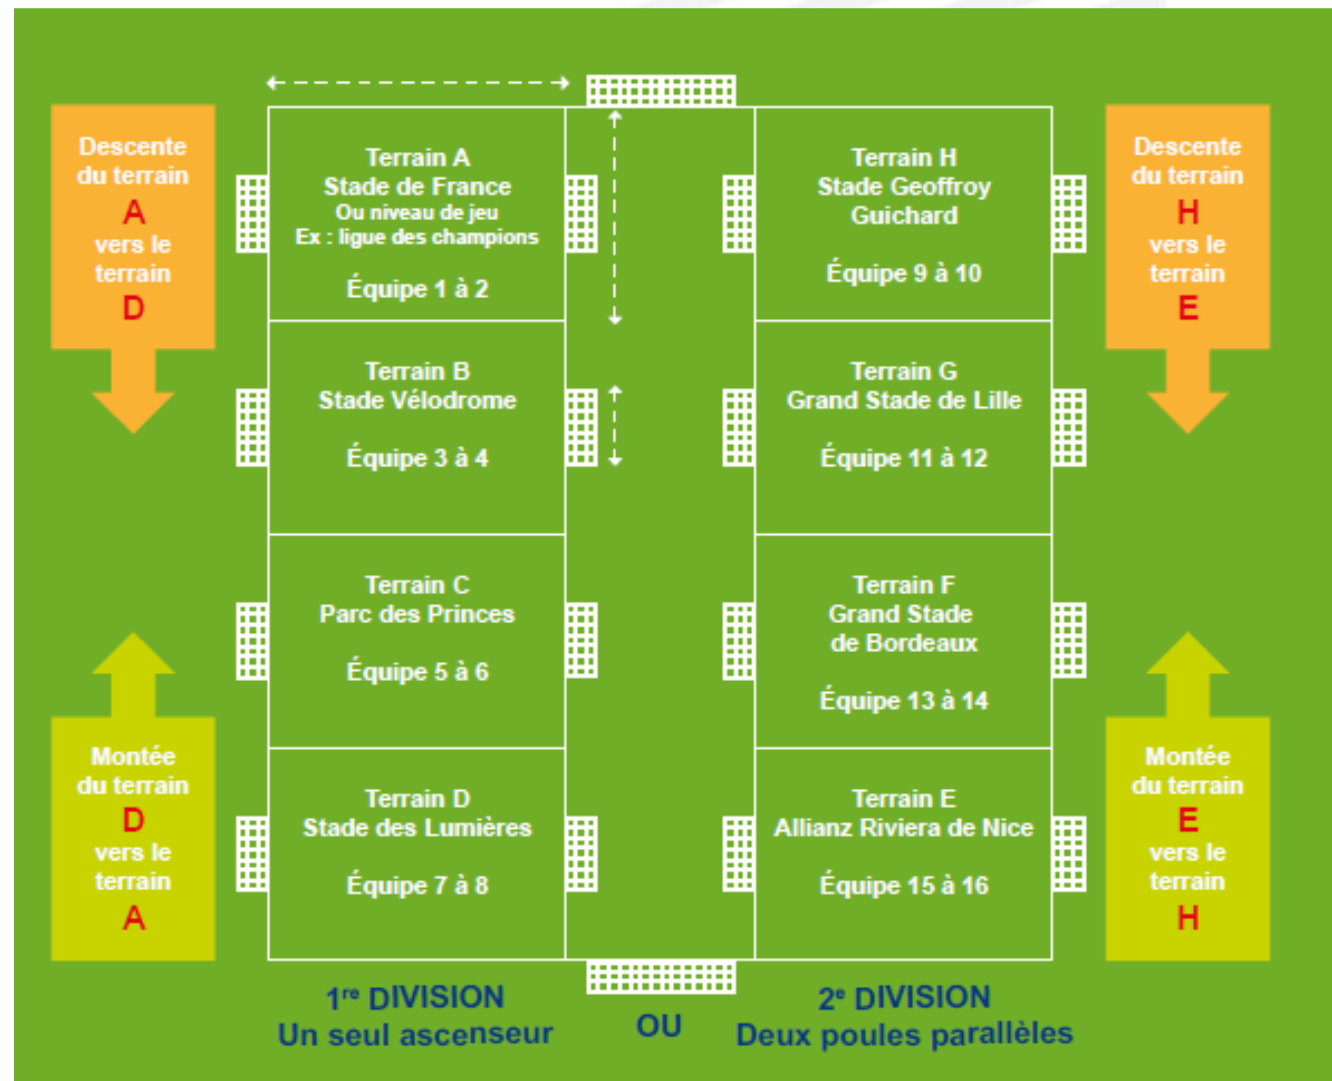 Descente
du terrain
A
vers le
terrain
D
Montée
du terrain
D
vers le
terrain
A
Terrain A
Stade de France
Ou niveau de jeu
Ex : ligue des champions
Équipe 1 à 2
Terrain B
Stade Vélodrome
Équipe 3 à 4
Terrain C
Parc des Princes
Équipe 5 à 6
Terrain D
Stade des Lumières
Équipe 7 à 8
Terrain H
Stade Geoffroy
Guichard
Équipe 9 à 10
Terrain G
Grand Stade de Lille
Équipe 11 à 12
Terrain F
Grand Stade
de Bordeaux
Équipe 13 à 14
Terrain E
Allianz Riviera de Nice
Équipe 15 à 16
Descente
du terrain
H
vers le
terrain
E
Montée
du terrain
E
vers le
terrain
H
1re DIVISION
Un seul ascenseur
OU
2e DIVISION
Deux poules parallèles